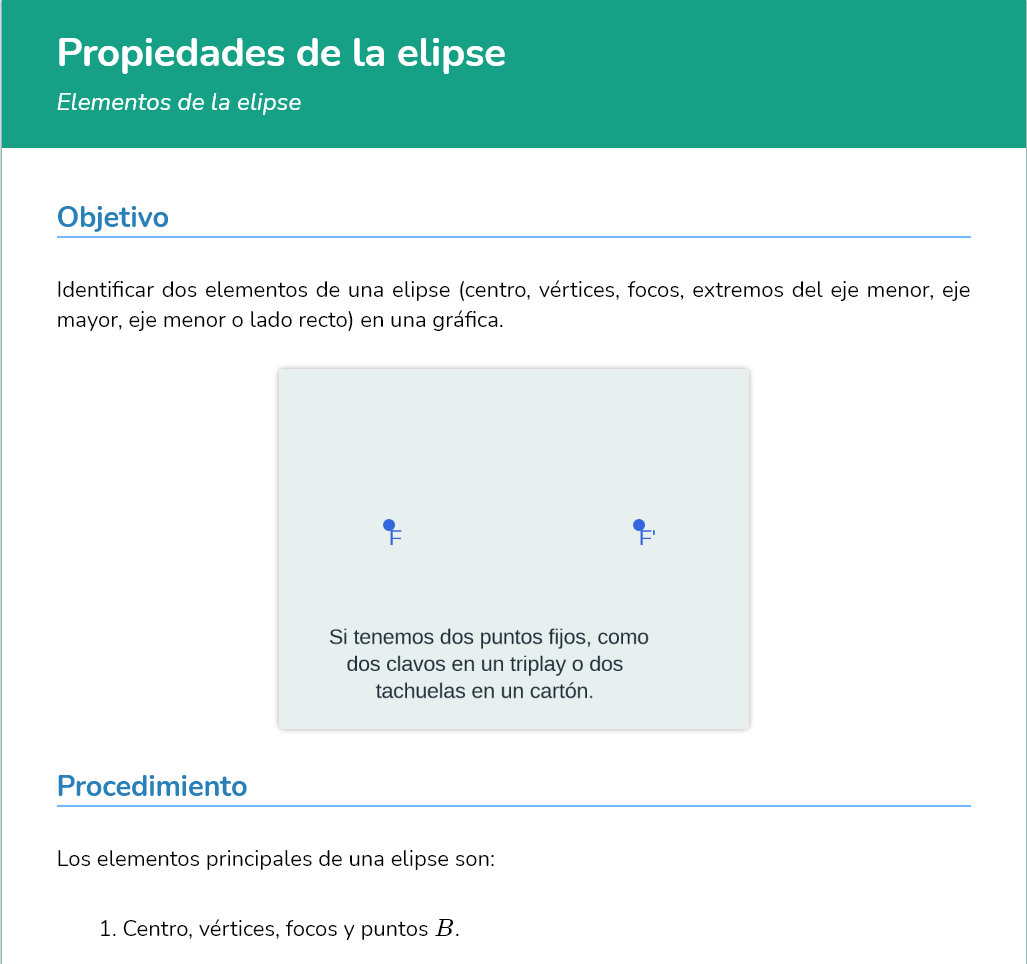 Propiedades de la elipse
Elementos de la elipse
Objetivo
Identificar dos elementos de una elipse (centro, vértices, focos, extremos del eje menor, eje
mayor, eje menor o lado recto) en una gráfica.
F
F'
Si tenemos dos puntos fijos, como
dos clavos en un triplay o dos
tachuelas en un cartón.
Procedimiento
Los elementos principales de una elipse son:
1. Centro, vértices, focos y puntos B.